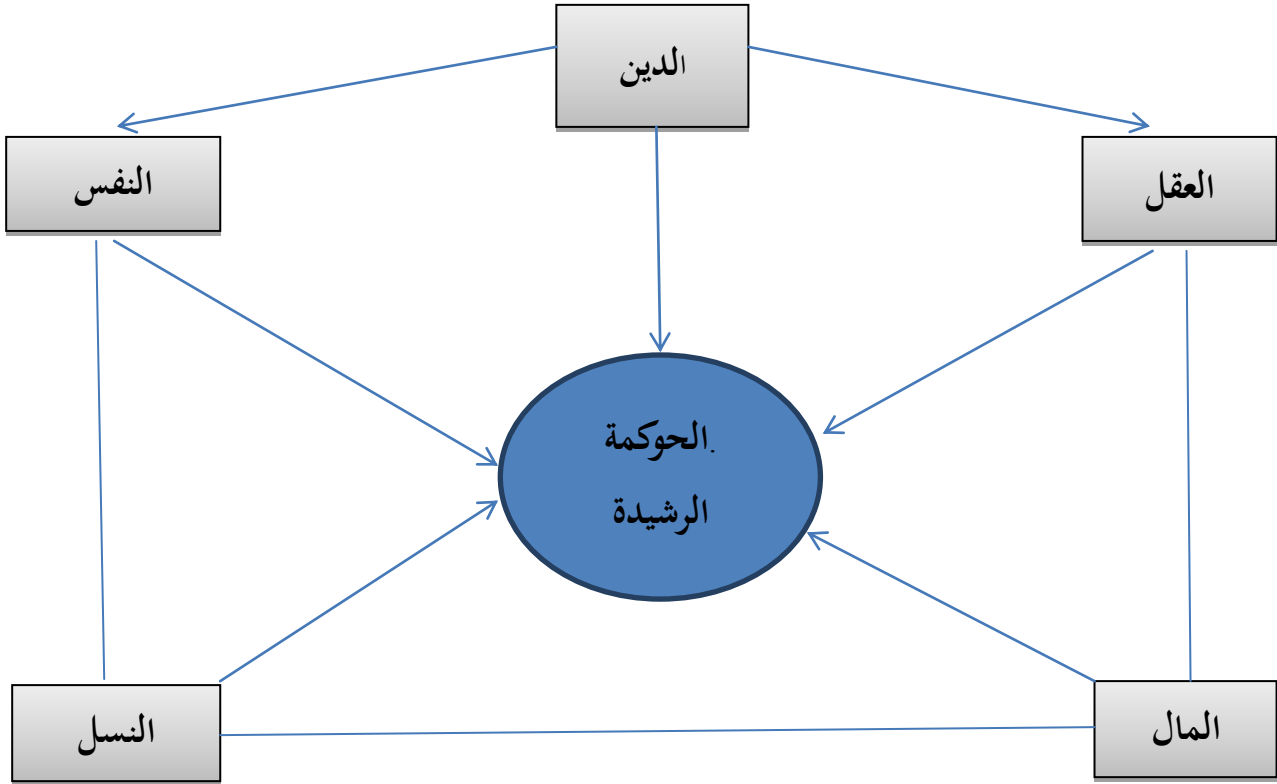 الدين
العقل
النفس
.الحوكمة
الرشيدة
المال
النسل